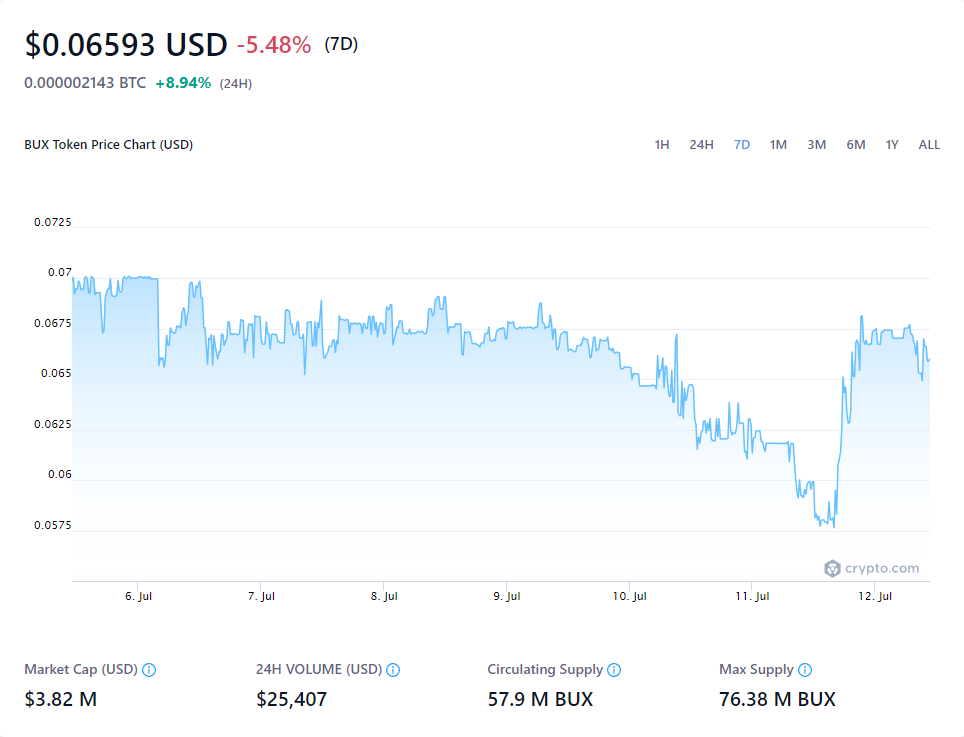 $0.06593 USD -5.48% (7D)
0.000002143 BTC +8.94% (24H)
BUX Token Price Chart (USD) 1H 24H 7D 1M 3M 6M 1Y ALL
0.0725
0.07
0.0675
0.065
0.0625
0.06
0.0575
crypto.com
6. Jul 7. Jul 8. Jul 9. Jul 10. Jul 11. Jul 12. Jul
Market Cap (USD) 24H VOLUME (USD) Circulating Supply Max Supply
$3.82 M $25,407 57.9 M BUX 76.38 M BUX